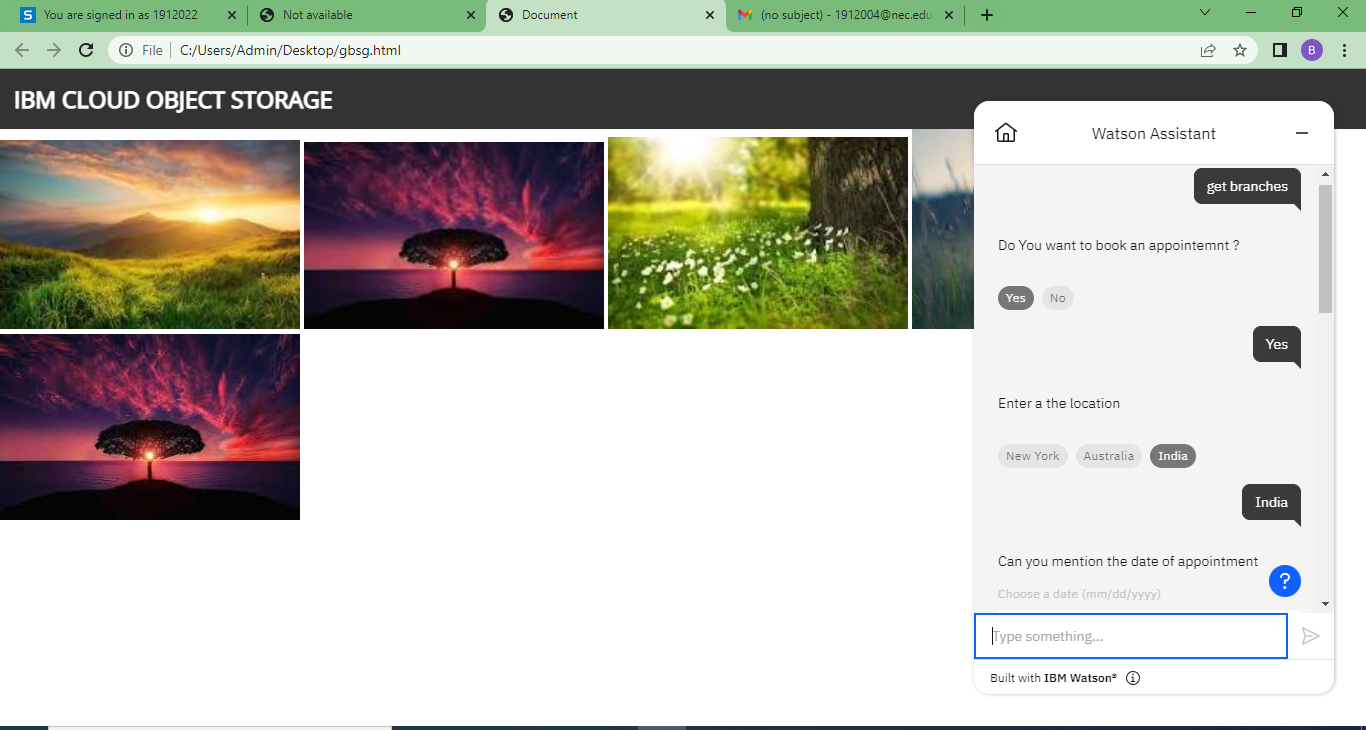 S You are signed in as 1912022
Not available
Document
(no subject) - 1912004@nec.edu
File C:/Users/Admin/Desktop/gbsg.html
B
IBM CLOUD OBJECT STORAGE
Watson Assistant
get branches
Do You want to book an appointemnt ?
Yes No
Yes
Enter a the location
New York Australia India
India
Can you mention the date of appointment
?
Choose a date (mm/dd/yyyy)
Type something...
Built with IBM Watson®